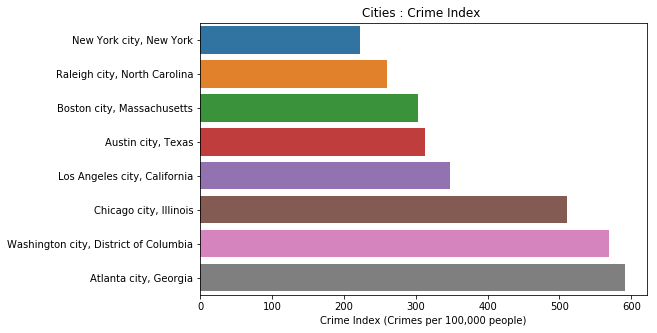 Cities : Crime Index
New York city, New York
Raleigh city, North Carolina
Boston city, Massachusetts
Austin city, Texas
Los Angeles city, California
Chicago city, Illinois
Washington city, District of Columbia
Atlanta city, Georgia
0 100 200 300 400 500 600
Crime Index (Crimes per 100,000 people)